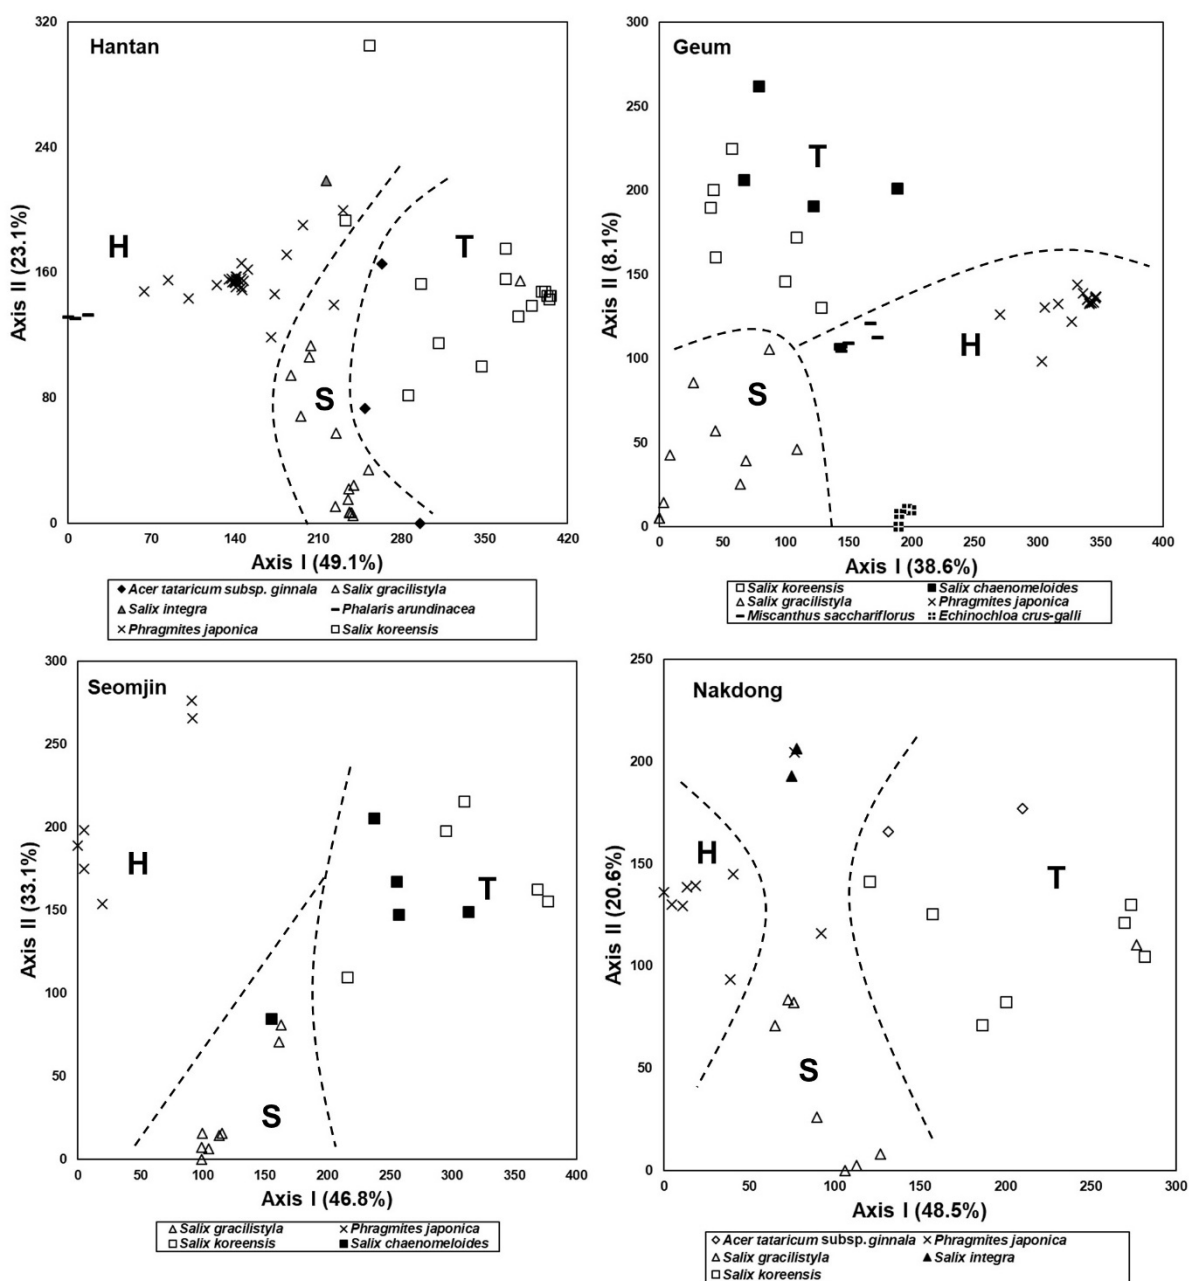 Hantan
320
240
160
80
0
Axis II (23.1%)
H
T
S
0 70 140 210 280 350 420
Axis I (49.1%)
Acer tataricum subsp. ginnala Salix gracilistyla
Salix integra Phalaris arundinacea
Phragmites japonica Salix koreensis
Geum
300
250
200
150
100
50
0
Axis II (8.1%)
T
H
S
0 50 100 150 200 250 300 350 400
Axis I (38.6%)
Salix koreensis Salix chaenomeloides
Salix gracilistyla Phragmites japonica
Miscanthus sacchariflorus Echinochloa crus-galli
Seomjin
300
250
200
150
100
50
0
Axis II (33.1%)
H
T
S
0 50 100 150 200 250 300 350 400
Axis I (46.8%)
Salix gracilistyla Phragmites japonica
Salix koreensis Salix chaenomeloides
Nakdong
250
200
150
100
50
0
Axis II (20.6%)
H
T
S
0 50 100 150 200 250 300
Axis I (48.5%)
Acer tataricum subsp. ginnala Phragmites japonica
Salix gracilistyla Salix integra
Salix koreensis